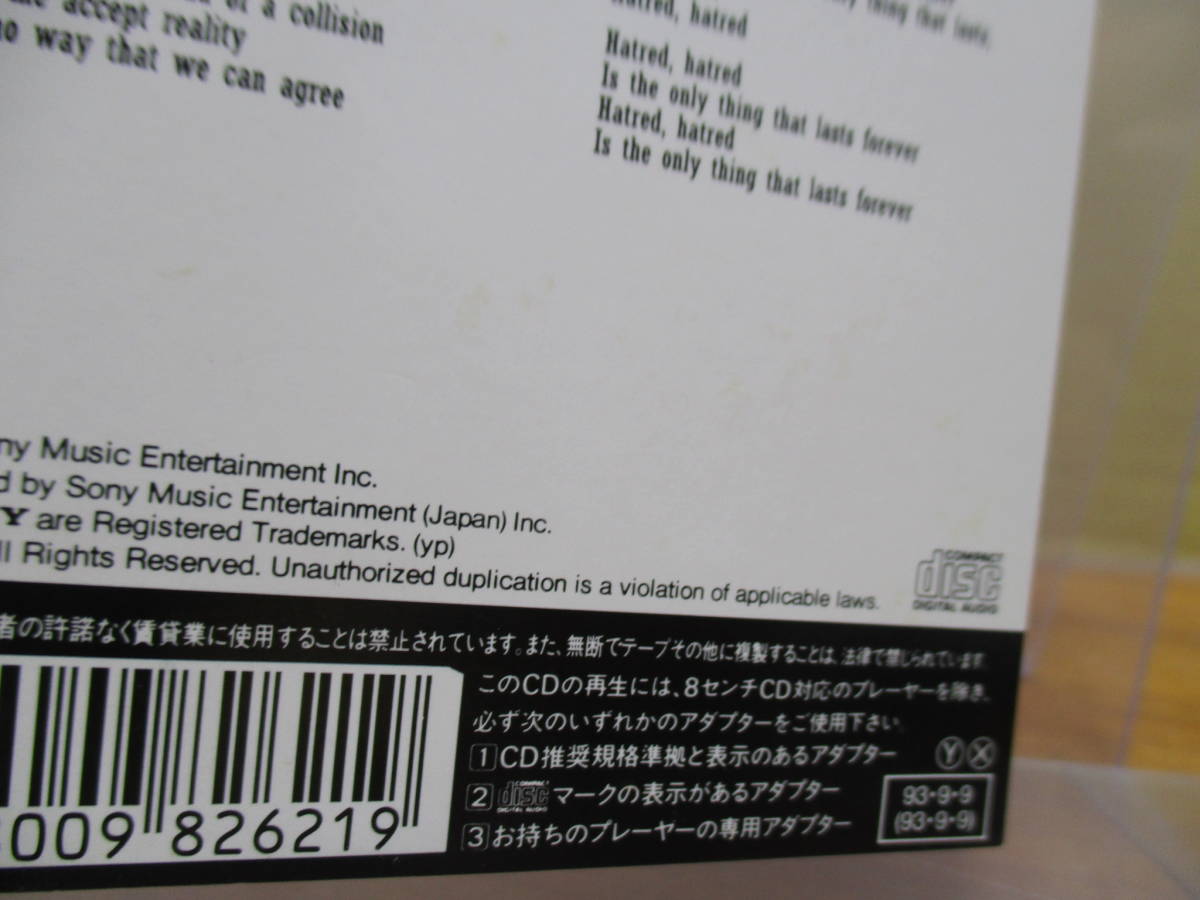 of a collision
accept reality
no way that we can agree
Hatred, hatred
only thing that lasts,
Hatred, hatred
Is the only thing that lasts forever
Hatred, hatred
Is the only thing that lasts forever
Music Entertainment Inc.
by Sony Music Entertainment (Japan) Inc.
are Registered Trademarks. (yp)
Rights Reserved. Unauthorized duplication is a violation of applicable laws.
COMPACT
disc
DIGITAL AUDIO
者の許諾なく賃貸業に使用することは禁止されています。また、無断でテープその他に複製することは、法律で禁じられています。
このCDの再生には、8センチCD対応のプレーヤーを除き、
必ず次のいずれかのアダプターをご使用下さい。
1 CD推奨規格準拠と表示のあるアダプター
Y X
2 COMPACT disc DIGITAL AUDIO マークの表示があるアダプター
3 お持ちのプレーヤーの専用アダプター
93・9・9
(93・9・9)
009 826219